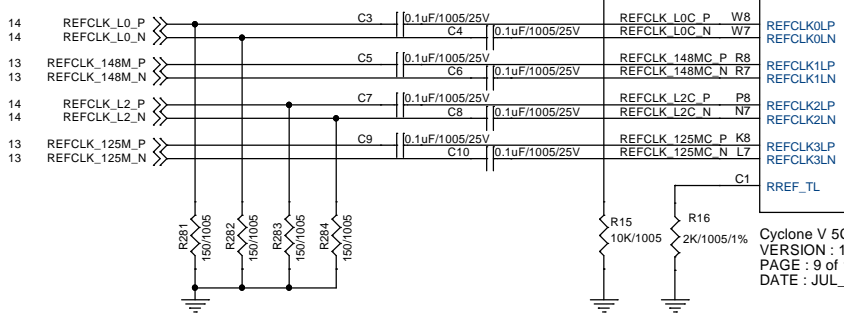 14 REFCLK_L0_P C3 0.1uF/1005/25V REFCLK_L0C_P W8 REFCLK0LP
14 REFCLK_L0_N C4 0.1uF/1005/25V REFCLK_L0C_N W7 REFCLK0LN
13 REFCLK_148M_P C5 0.1uF/1005/25V REFCLK_148MC_P R8 REFCLK1LP
13 REFCLK_148M_N C6 0.1uF/1005/25V REFCLK_148MC_N R7 REFCLK1LN
14 REFCLK_L2_P C7 0.1uF/1005/25V REFCLK_L2C_P P8 REFCLK2LP
14 REFCLK_L2_N C8 0.1uF/1005/25V REFCLK_L2C_N N7 REFCLK2LN
13 REFCLK_125M_P C9 0.1uF/1005/25V REFCLK_125MC_P K8 REFCLK3LP
13 REFCLK_125M_N C10 0.1uF/1005/25V REFCLK_125MC_N L7 REFCLK3LN
C1 RREF_TL
R281 150/1005
R282 150/1005
R283 150/1005
R284 150/1005
R15 10K/1005
R16 2K/1005/1%
Cyclone V
VERSION : 1
PAGE : 9 of
DATE : JUL_